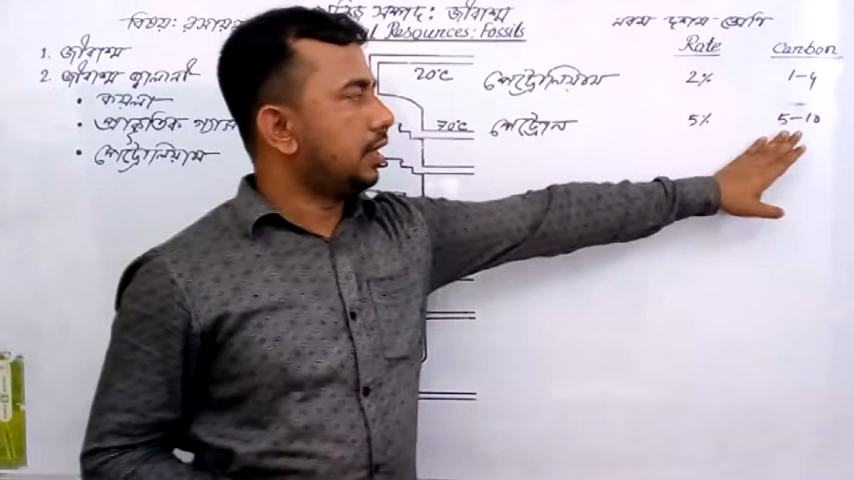 বিষয়: রসায়ন
সম্পদ: জীবাশ্ম
নবম দশম শ্রেণি
Resources: Fossils
1. জীবাশ্ম
2. জীবাশ্ম জ্বালানী
• কয়লা
• প্রাকৃতিক গ্যাস
• পেট্রোলিয়াম
Rate Carbon
20°C পেট্রোলিয়াম 2% 1-4
70°C পেট্রোল 5% 5-10